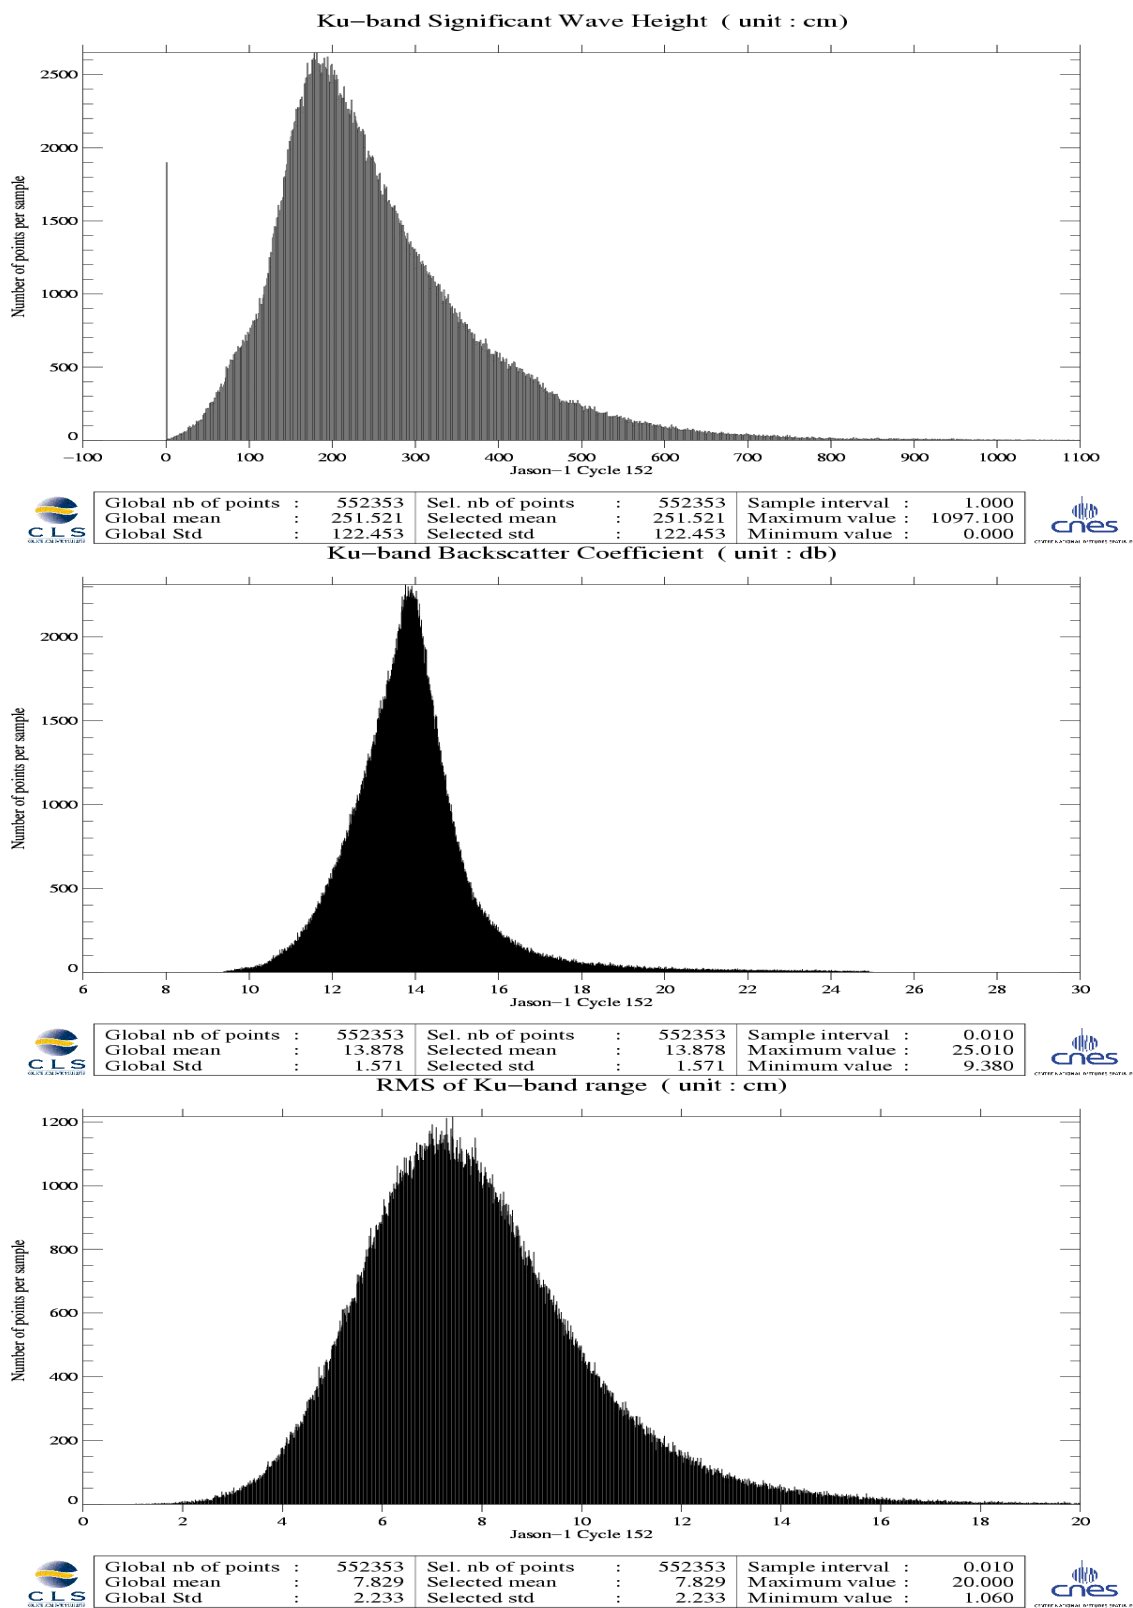 Ku−band Significant Wave Height ( unit : cm)
Number of points per sample
2500
2000
1500
1000
500
0
−100 0 100 200 300 400 500 600 700 800 900 1000 1100
Jason−1 Cycle 152
CLS
Global nb of points : 552353 Sel. nb of points : 552353 Sample interval : 1.000
Global mean : 251.521 Selected mean : 251.521 Maximum value : 1097.100
Global Std : 122.453 Selected std : 122.453 Minimum value : 0.000
cnes
Ku−band Backscatter Coefficient ( unit : db)
Number of points per sample
2000
1500
1000
500
0
6 8 10 12 14 16 18 20 22 24 26 28 30
Jason−1 Cycle 152
CLS
Global nb of points : 552353 Sel. nb of points : 552353 Sample interval : 0.010
Global mean : 13.878 Selected mean : 13.878 Maximum value : 25.010
Global Std : 1.571 Selected std : 1.571 Minimum value : 9.380
cnes
RMS of Ku−band range ( unit : cm)
Number of points per sample
1200
1000
800
600
400
200
0
0 2 4 6 8 10 12 14 16 18 20
Jason−1 Cycle 152
CLS
Global nb of points : 552353 Sel. nb of points : 552353 Sample interval : 0.010
Global mean : 7.829 Selected mean : 7.829 Maximum value : 20.000
Global Std : 2.233 Selected std : 2.233 Minimum value : 1.060
cnes